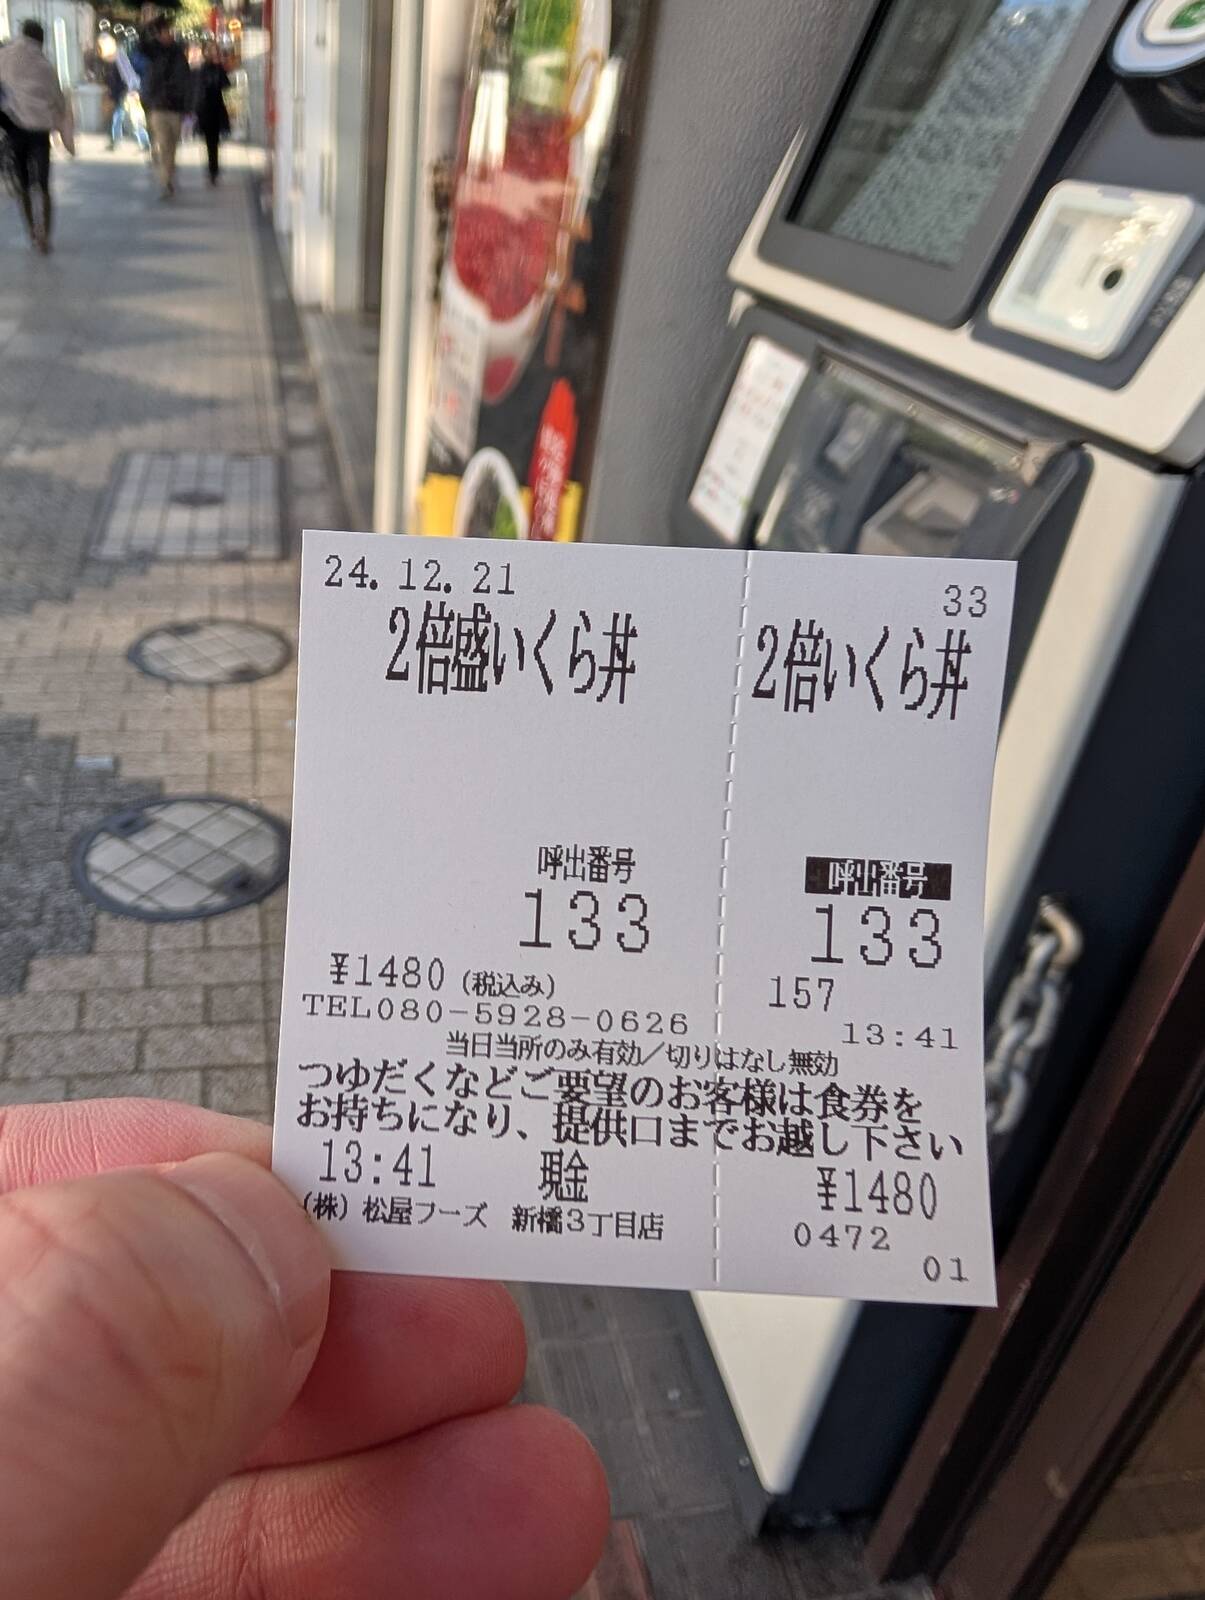 24.12.21
33
2倍盛いくら丼
2倍いくら丼
呼出番号
133
呼出番号
133
¥1480(税込み)
157
TEL080-5928-0626
13:41
当日当所のみ有効/切りはなし無効
つゆだくなどご要望のお客様は食券を
お持ちになり、提供口までお越し下さい
13:41 現金
¥1480
(株)松屋フーズ 新橋3丁目店
0472
01